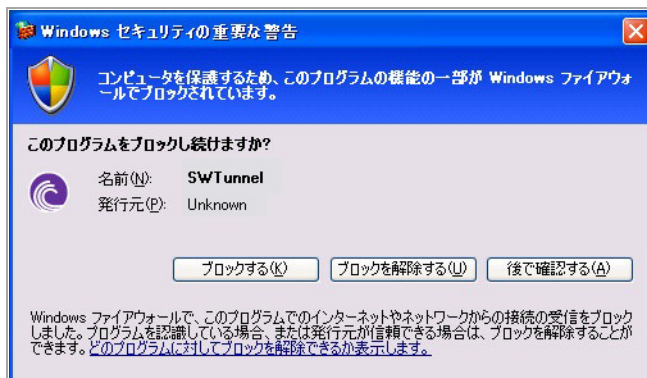 Windows セキュリティの重要な警告
コンピュータを保護するため、このプログラムの機能の一部が Windows ファイアウォ
ールでブロックされています。
このプログラムをブロックし続けますか?
名前(N): SWTunnel
発行元(P): Unknown
ブロックする(K) ブロックを解除する(U) 後で確認する(A)
Windows ファイアウォールで、このプログラムでのインターネットやネットワークからの接続の受信をブロック
しました。プログラムを認識している場合、または発行元が信頼できる場合は、ブロックを解除することが
できます。どのプログラムに対してブロックを解除できるか表示します。